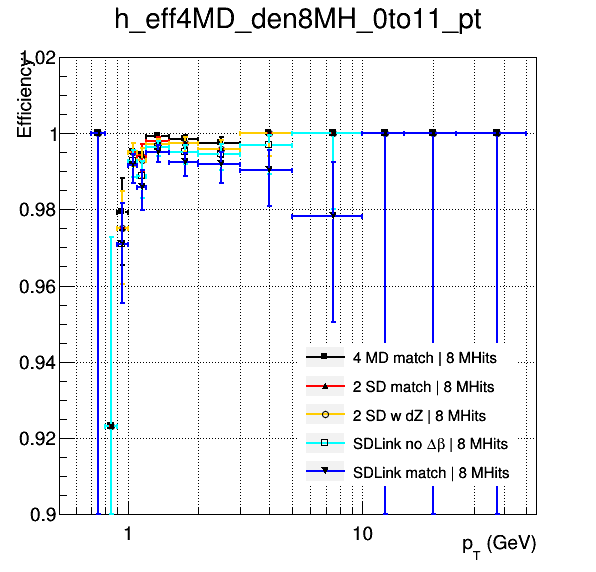 h_eff4MD_den8MH_0to11_pt
Efficiency
1.02
1
0.98
0.96
0.94
0.92
0.9
4 MD match | 8 MHits
2 SD match | 8 MHits
2 SD w dZ | 8 MHits
SDLink no Δβ | 8 MHits
SDLink match | 8 MHits
1
10
p_T (GeV)